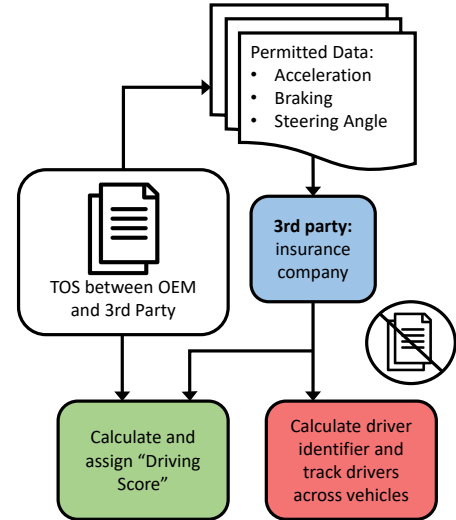 Permitted Data:
• Acceleration
• Braking
• Steering Angle
TOS between OEM
and 3rd Party
3rd party:
insurance
company
Calculate and
assign “Driving
Score”
Calculate driver
identifier and
track drivers
across vehicles